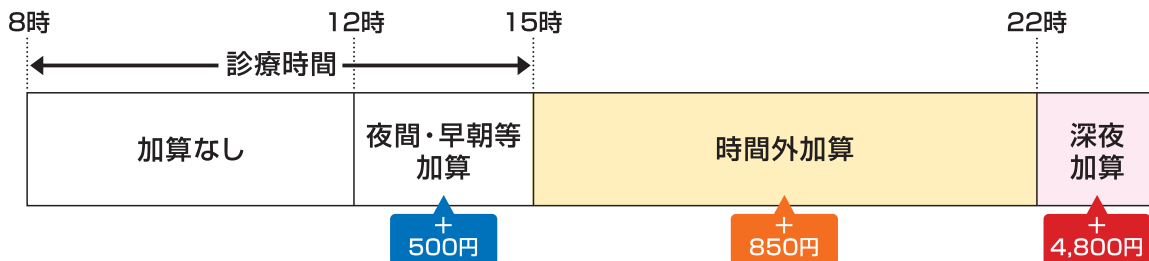 8時
12時
15時
22時
診療時間
加算なし
夜間・早朝等
加算
時間外加算
深夜
加算
+
500円
+
850円
+
4,800円